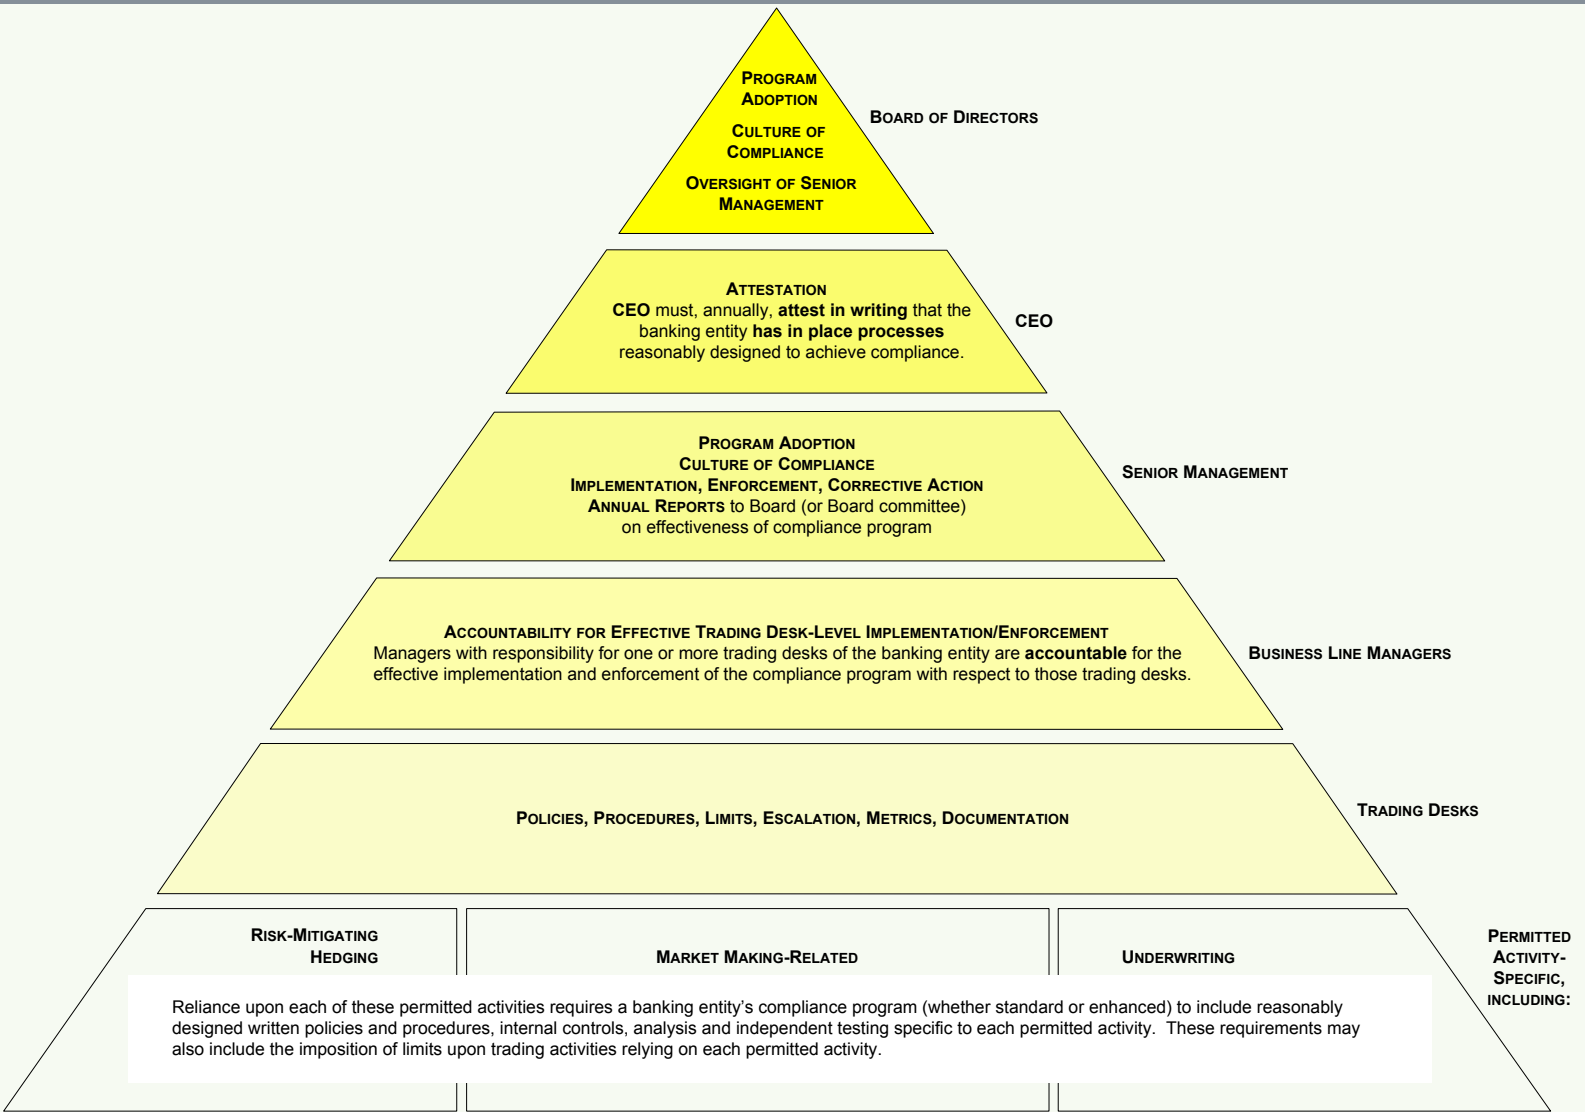 PROGRAM
ADOPTION
CULTURE OF
COMPLIANCE
OVERSIGHT OF SENIOR
MANAGEMENT
BOARD OF DIRECTORS
ATTESTATION
CEO must, annually, attest in writing that the
banking entity has in place processes
reasonably designed to achieve compliance.
CEO
PROGRAM ADOPTION
CULTURE OF COMPLIANCE
IMPLEMENTATION, ENFORCEMENT, CORRECTIVE ACTION
ANNUAL REPORTS to Board (or Board committee)
on effectiveness of compliance program
SENIOR MANAGEMENT
ACCOUNTABILITY FOR EFFECTIVE TRADING DESK-LEVEL IMPLEMENTATION/ENFORCEMENT
Managers with responsibility for one or more trading desks of the banking entity are accountable for the
effective implementation and enforcement of the compliance program with respect to those trading desks.
BUSINESS LINE MANAGERS
POLICIES, PROCEDURES, LIMITS, ESCALATION, METRICS, DOCUMENTATION
TRADING DESKS
RISK-MITIGATING
HEDGING
MARKET MAKING-RELATED
UNDERWRITING
PERMITTED
ACTIVITY-
SPECIFIC,
INCLUDING:
Reliance upon each of these permitted activities requires a banking entity's compliance program (whether standard or enhanced) to include reasonably
designed written policies and procedures, internal controls, analysis and independent testing specific to each permitted activity.  These requirements may
also include the imposition of limits upon trading activities relying on each permitted activity.